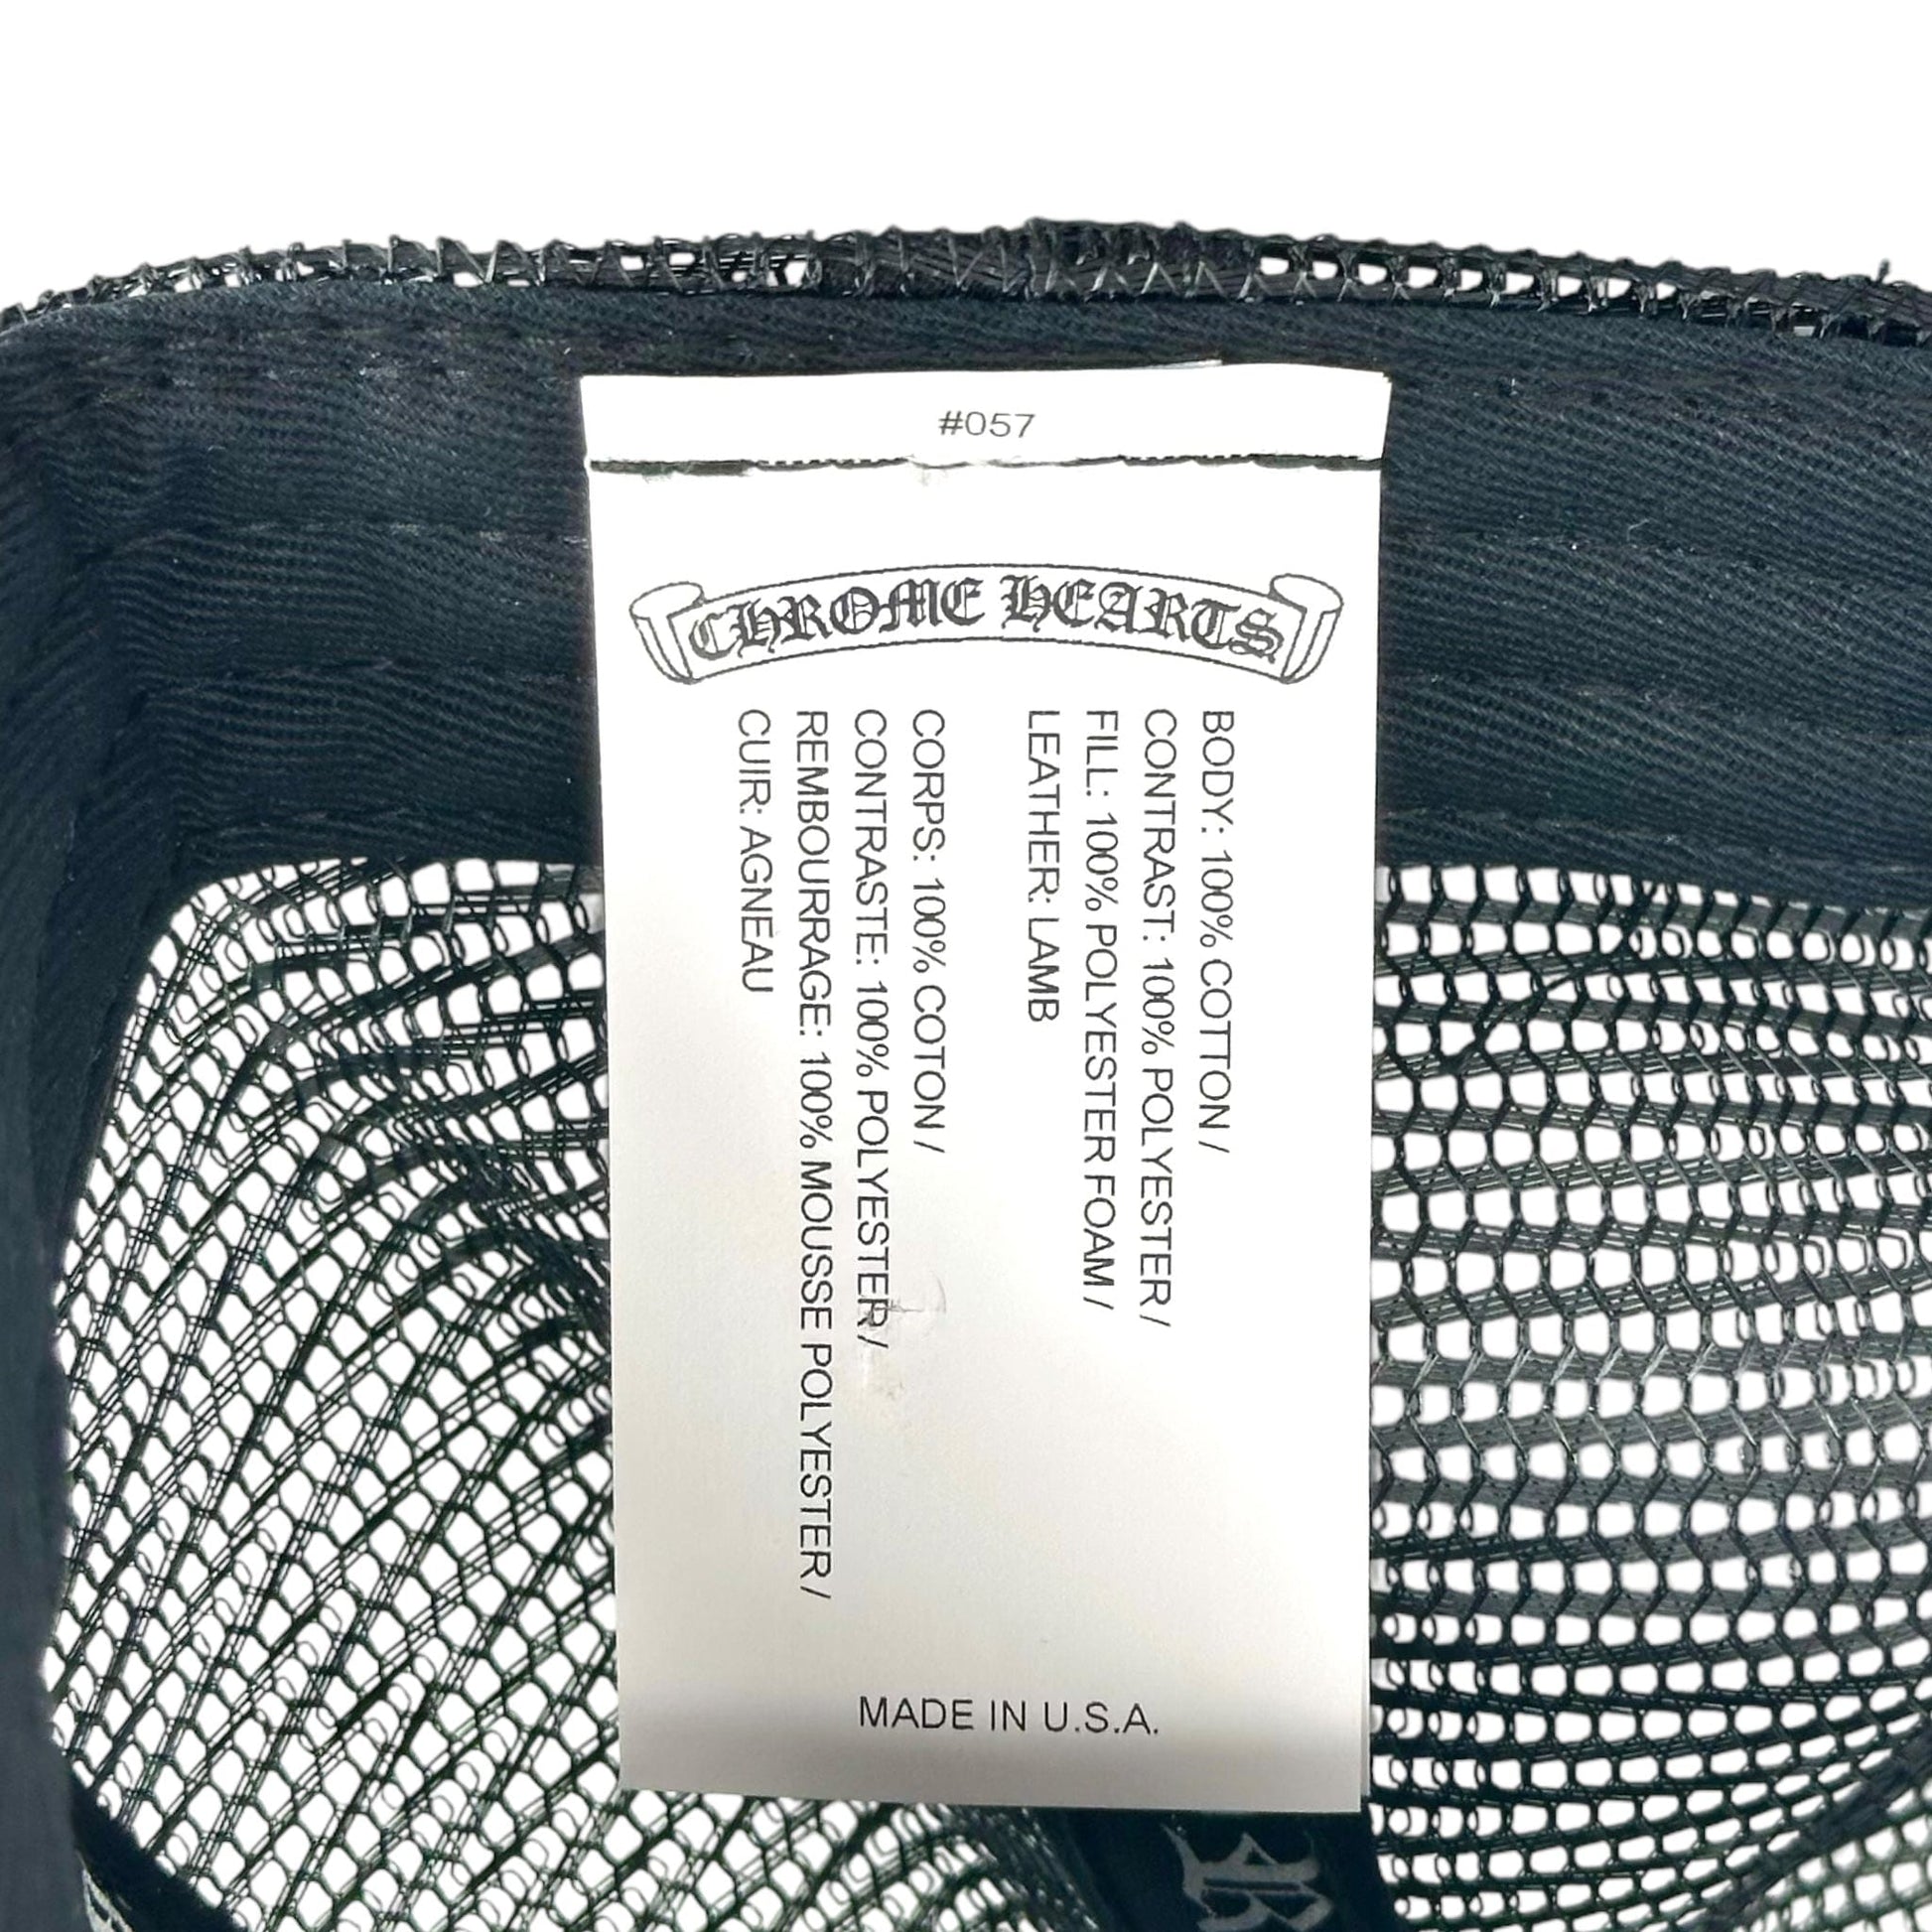 #057
CHROME HEARTS
BODY: 100% COTTON /
CONTRAST: 100% POLYESTER /
FILL: 100% POLYESTER FOAM /
LEATHER: LAMB
CORPS: 100% COTON /
CONTRASTE: 100% POLYESTER /
REMBOURRAGE: 100% MOUSSE POLYESTER /
CUIR: AGNEAU
MADE IN U.S.A.